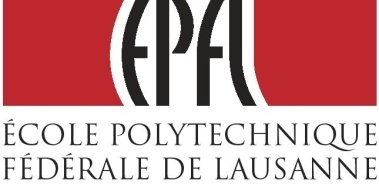 EPFL
ÉCOLE POLYTECHNIQUE
FÉDÉRALE DE LAUSANNE